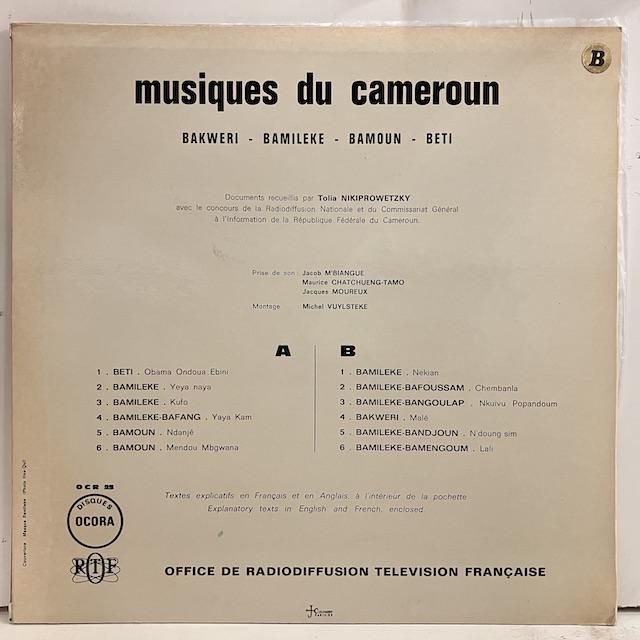 B
musiques du cameroun
BAKWERI - BAMILEKE - BAMOUN - BETI
Documents recueillis par Tolia NIKIPROWETZKY
avec le concours de la Radiodiffusion Nationale et du Commissariat Général
à l'Information de la République Fédérale du Cameroun.
Prise de son : Jacob M'BIANGUE
Maurice CHATCHUENG-TAMO
Jacques MOUREUX
Montage : Michel VUYLSTEKE
A
1 . BETI . Obama Ondoua Ebini
2 . BAMILEKE . Yeya naya
3 . BAMILEKE . Kufo
4 . BAMILEKE-BAFANG . Yaya Kam
5 . BAMOUN . Ndanjé
6 . BAMOUN . Mendou Mbgwana
B
1 . BAMILEKE . Nekian
2 . BAMILEKE-BAFOUSSAM . Chembanla
3 . BAMILEKE-BANGOULAP . Nkuivu Popandoum
4 . BAKWERI . Malé
5 . BAMILEKE-BANDJOUN . N'doung sim
6 . BAMILEKE-BAMENGOUM . Lali
OCR 25
DISQUES
OCORA
RTF
Textes explicatifs en Français et en Anglais, à l'intérieur de la pochette
Explanatory texts in English and French, enclosed.
OFFICE DE RADIODIFFUSION TELEVISION FRANÇAISE
Couverture : Masque Bamileke